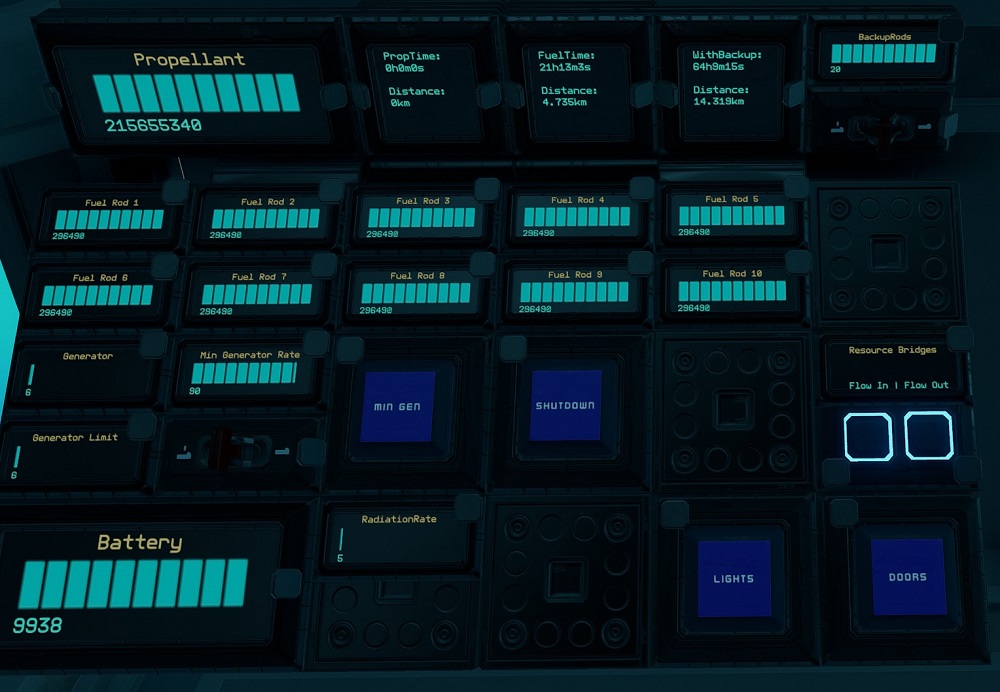 Propellant
215655340
PropTime:
0h0m0s
Distance:
0km
FuelTime:
21h13m3s
Distance:
4.735km
WithBackup:
64h9m15s
Distance:
14.319km
BackupRods
20
Fuel Rod 1
296490
Fuel Rod 2
296490
Fuel Rod 3
296490
Fuel Rod 4
296490
Fuel Rod 5
296490
Fuel Rod 6
296490
Fuel Rod 7
296490
Fuel Rod 8
296490
Fuel Rod 9
296490
Fuel Rod 10
296490
Generator
6
Min Generator Rate
90
MIN GEN
SHUTDOWN
Resource Bridges
Flow In | Flow Out
Generator Limit
6
Battery
9938
RadiationRate
5
LIGHTS
DOORS